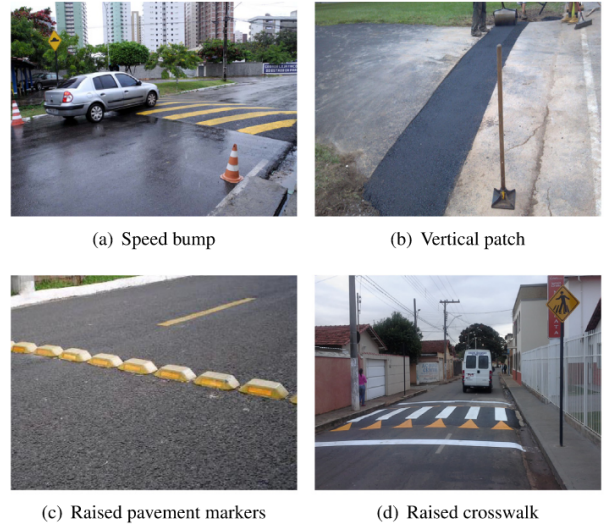 (a) Speed bump
(b) Vertical patch
(c) Raised pavement markers
(d) Raised crosswalk